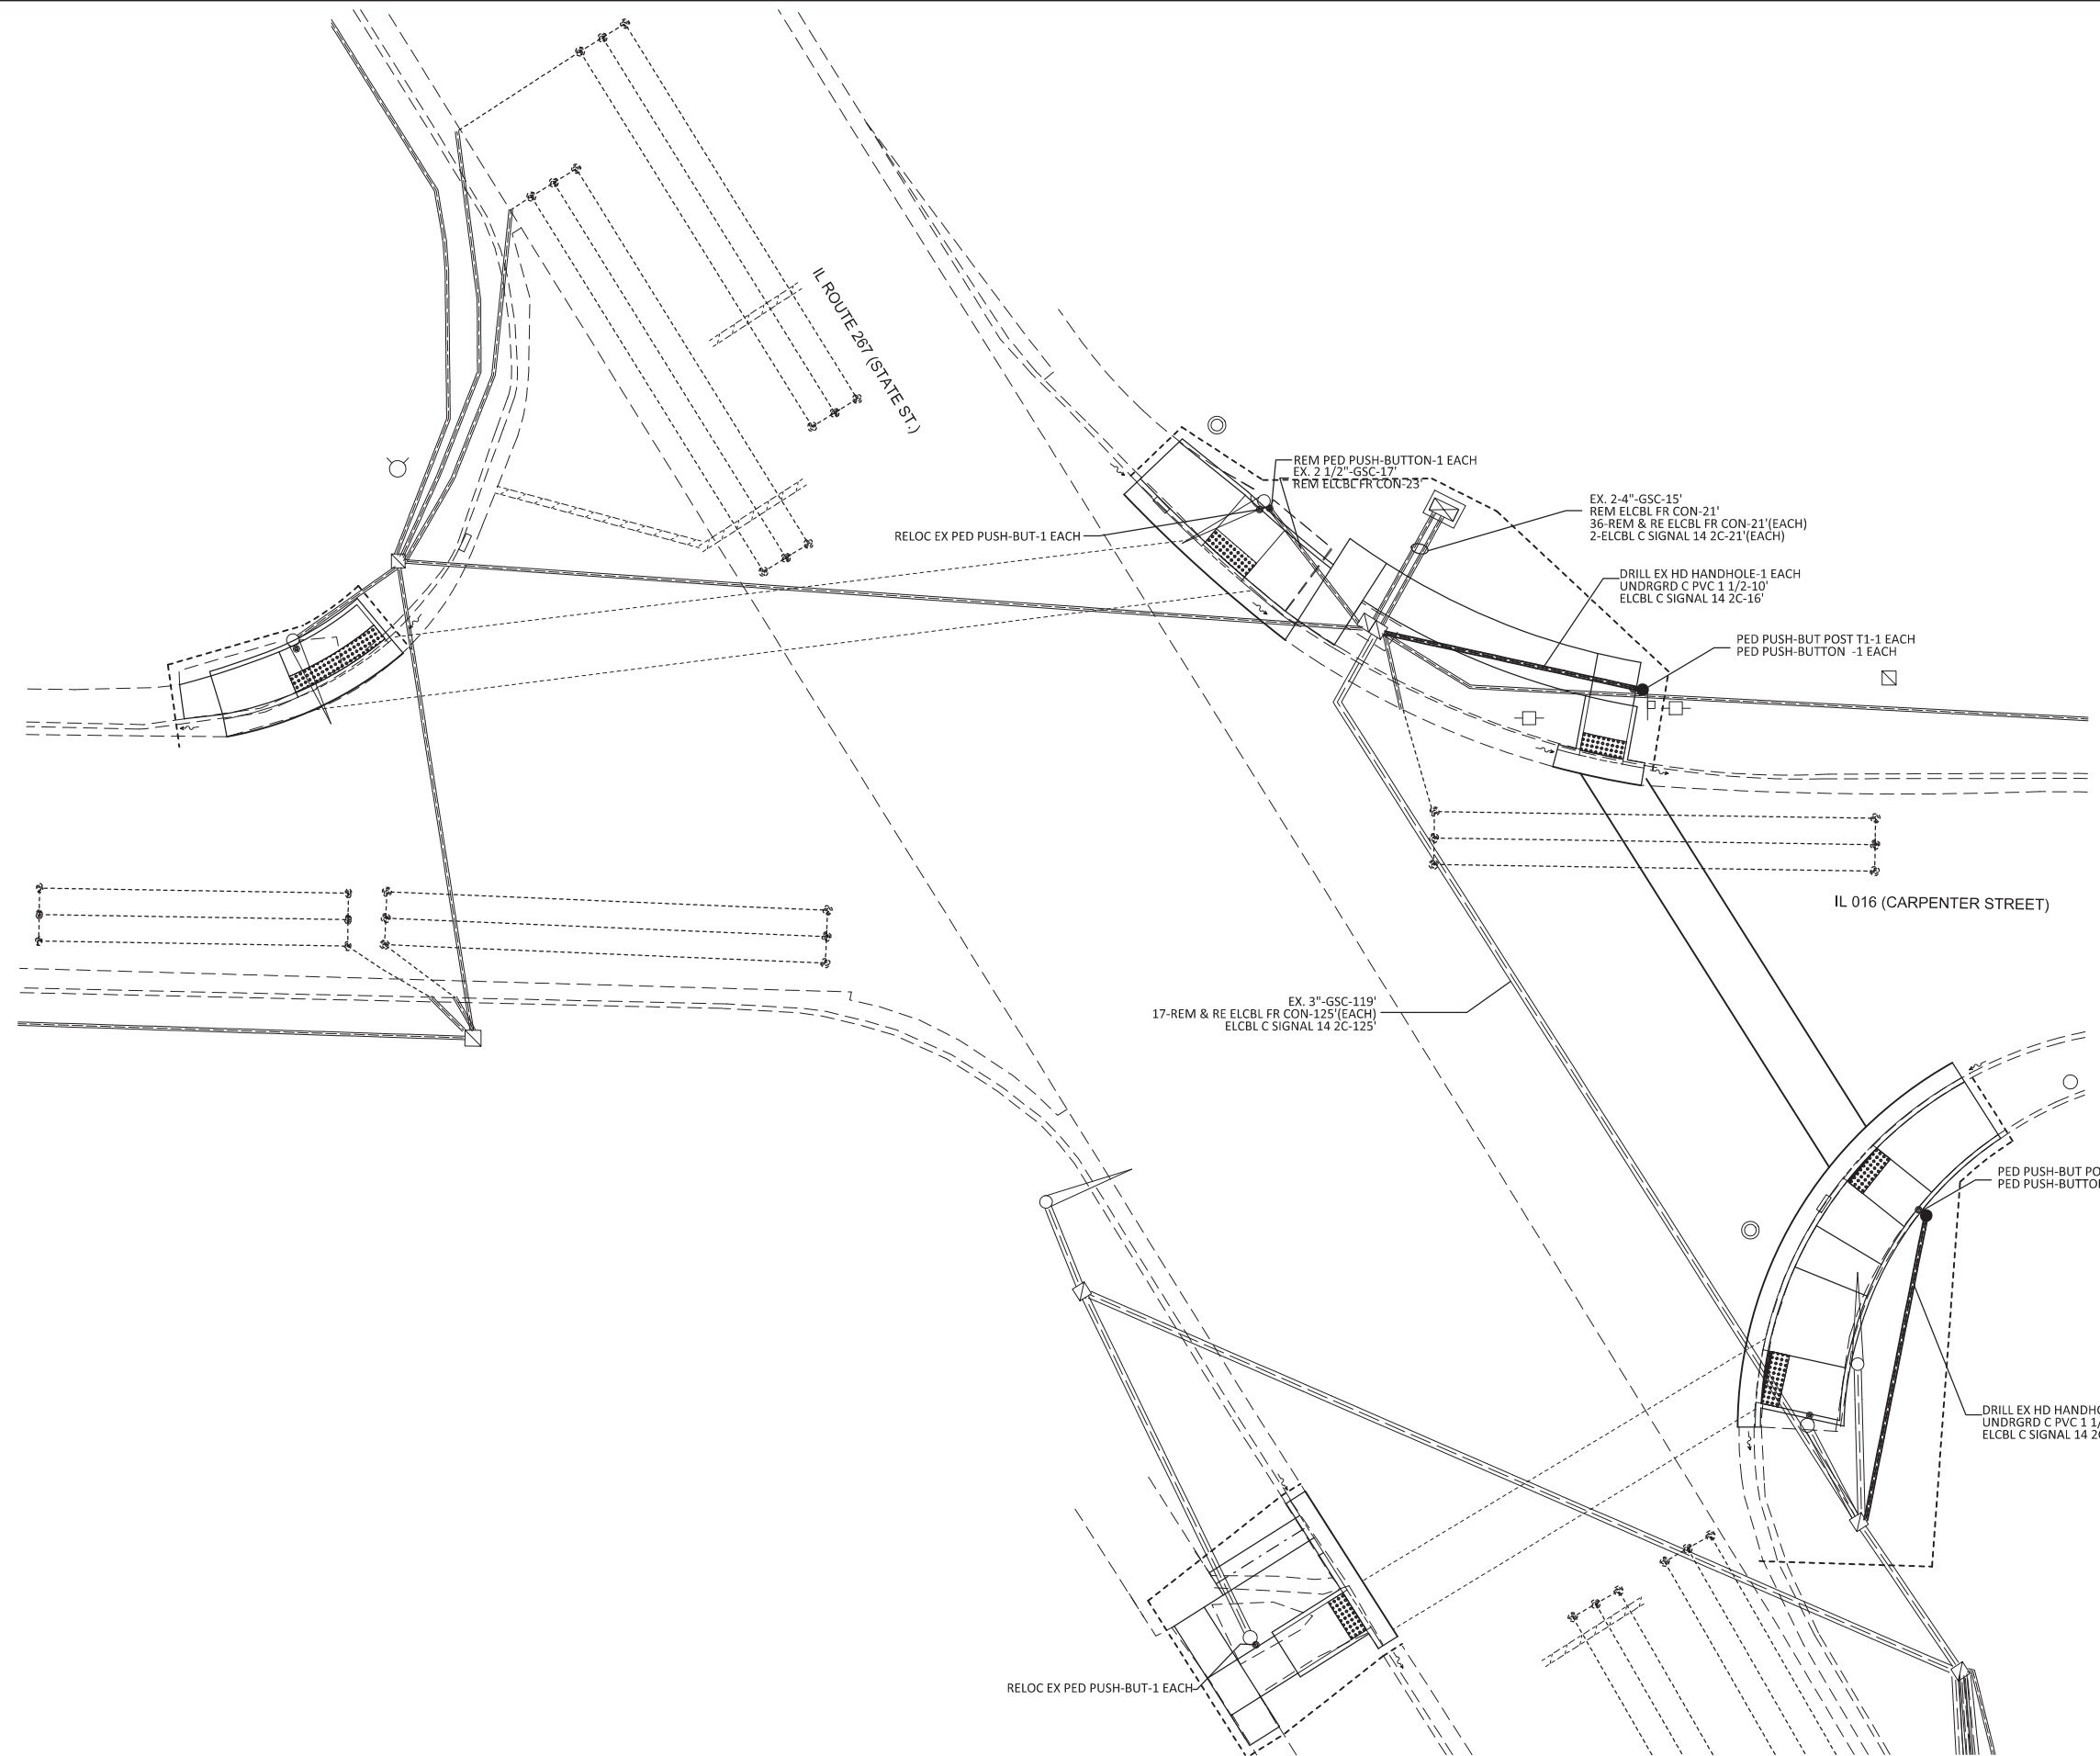 IL ROUTE 267 (STATE ST.)
REM PED PUSH-BUTTON-1 EACH
EX. 2 1/2"-GSC-17'
REM ELCBL FR CON-23'
RELOC EX PED PUSH-BUT-1 EACH
EX. 2-4"-GSC-15'
REM ELCBL FR CON-21'
36-REM & RE ELCBL FR CON-21'(EACH)
2-ELCBL C SIGNAL 14 2C-21'(EACH)
DRILL EX HD HANDHOLE-1 EACH
UNDRGRD C PVC 1 1/2-10'
ELCBL C SIGNAL 14 2C-16'
PED PUSH-BUT POST T1-1 EACH
PED PUSH-BUTTON -1 EACH
IL 016 (CARPENTER STREET)
EX. 3"-GSC-119'
17-REM & RE ELCBL FR CON-125'(EACH)
ELCBL C SIGNAL 14 2C-125'
PED PUSH-BUT
PED
DRILL EX HD
UNDRGRD C PVC 1
ELCBL C SIGNAL 14
RELOC EX PED PUSH-BUT-1 EACH